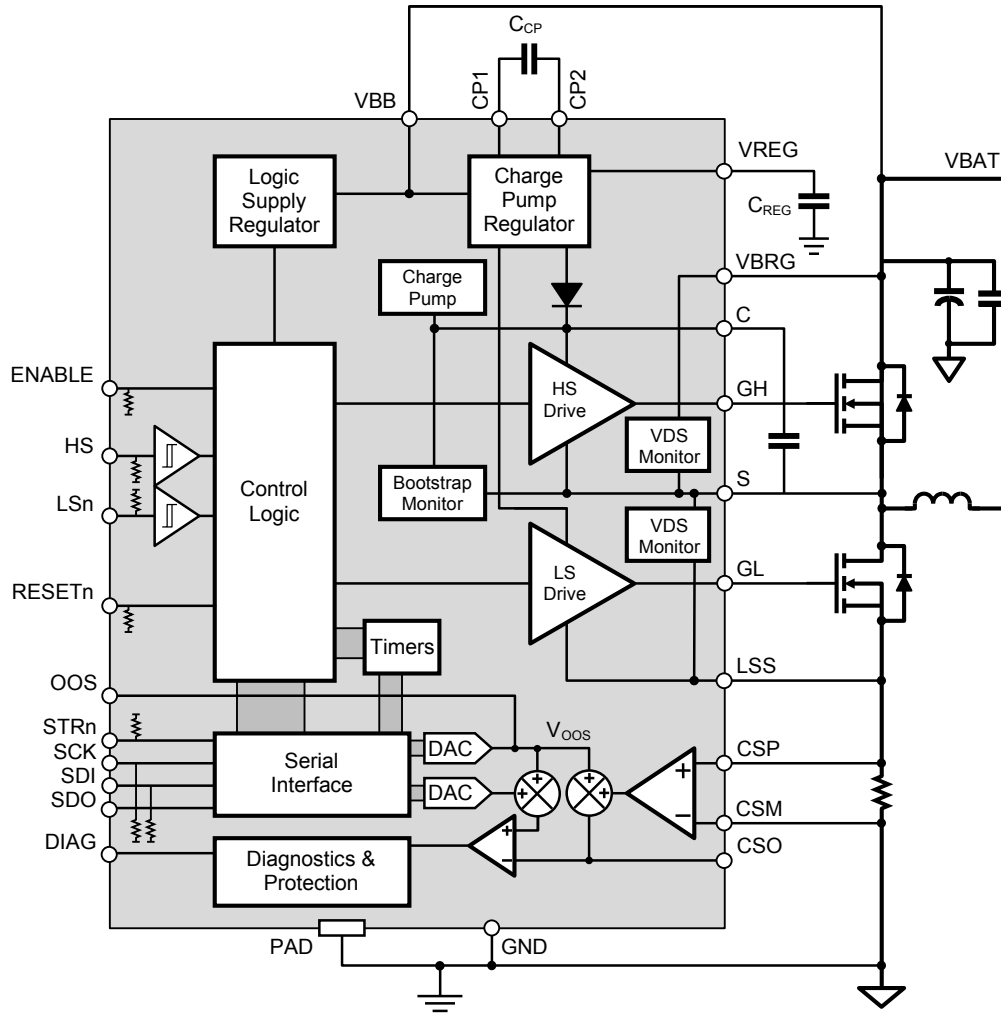 C_CP
CP1
CP2
VBB
VREG
VBAT
Logic
Supply
Regulator
Charge
Pump
Regulator
C_REG
VBRG
Charge
Pump
C
ENABLE
HS
Drive
GH
VDS
Monitor
HS
Control
Logic
Bootstrap
Monitor
S
LSn
VDS
Monitor
LS
Drive
GL
RESETn
Timers
OOS
LSS
STRn
V_OOS
SCK
Serial
Interface
DAC
+
+
+
+
+
−
CSP
SDI
DAC
SDO
CSM
DIAG
Diagnostics &
Protection
+
−
CSO
PAD
GND